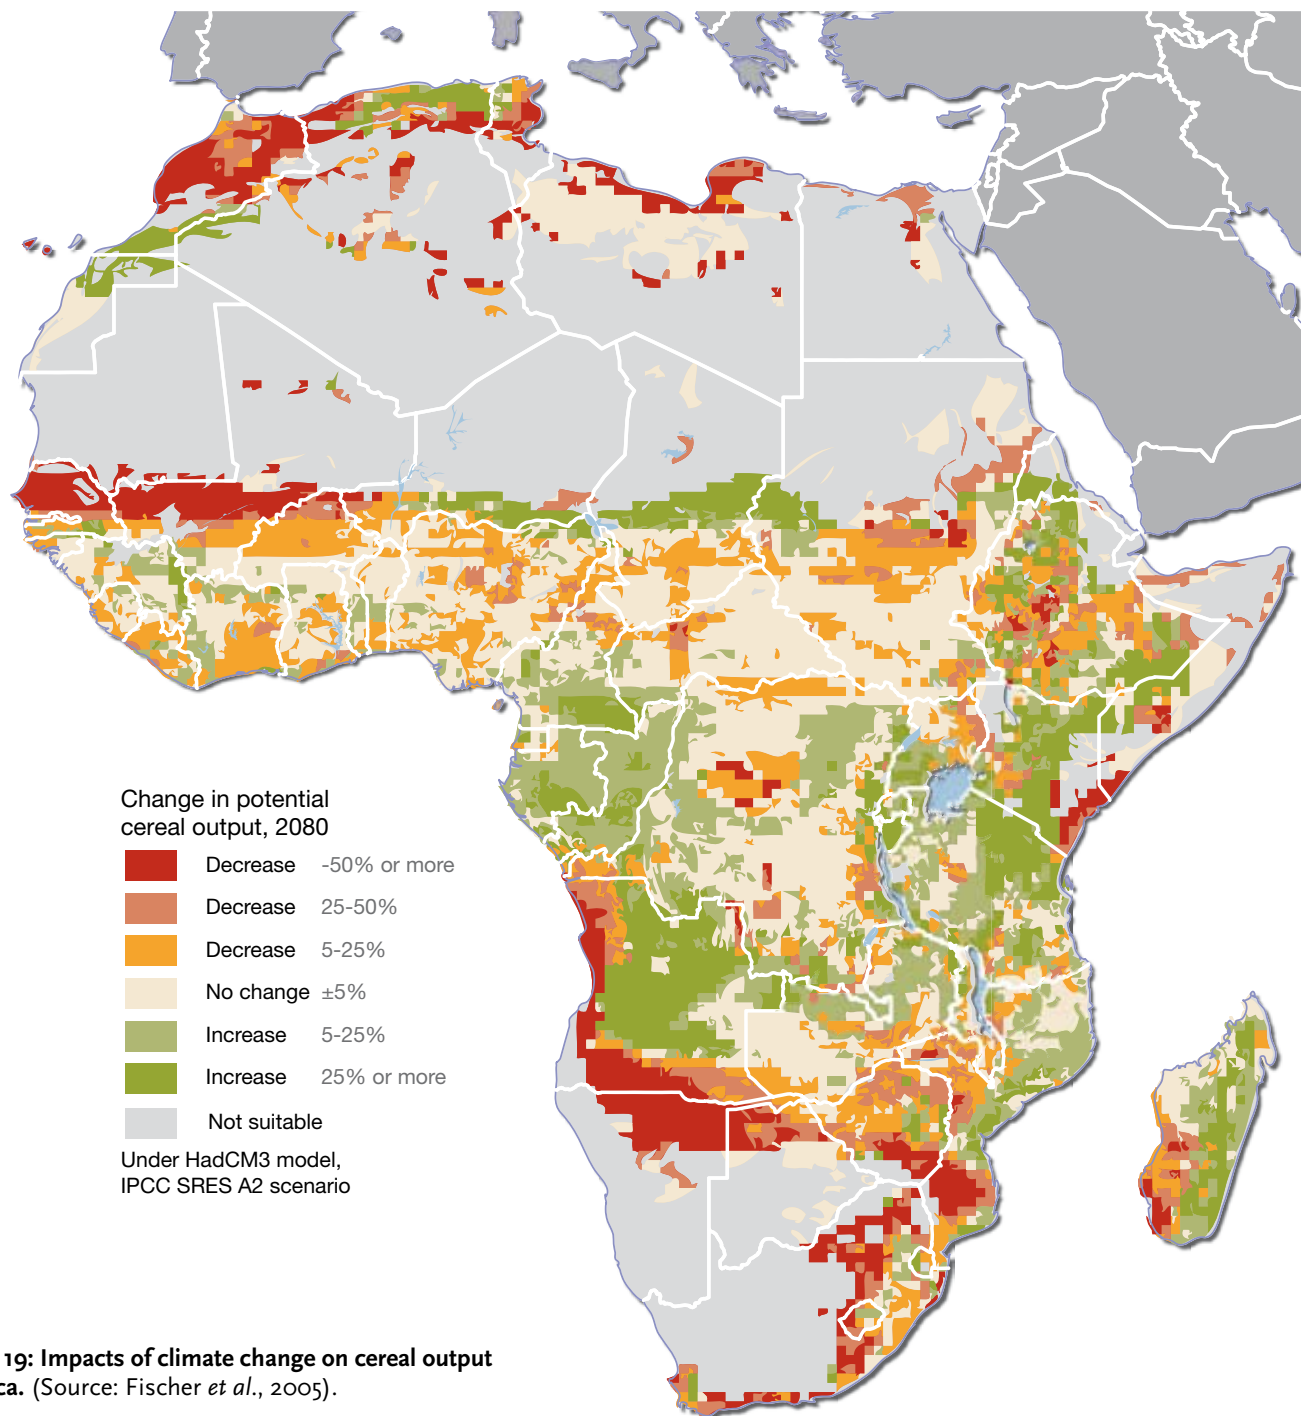 Change in potential
cereal output, 2080
Decrease -50% or more
Decrease 25-50%
Decrease 5-25%
No change ±5%
Increase 5-25%
Increase 25% or more
Not suitable
Under HadCM3 model,
IPCC SRES A2 scenario
19: Impacts of climate change on cereal output
ca. (Source: Fischer et al., 2005).